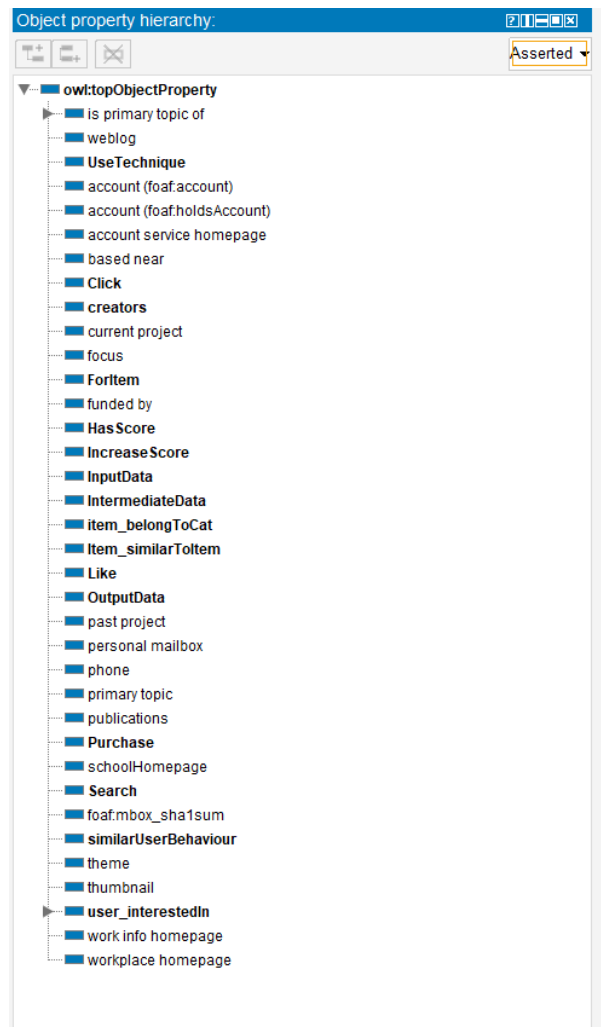 Object property hierarchy:
Asserted
owl:topObjectProperty
is primary topic of
weblog
UseTechnique
account (foaf:account)
account (foaf:holdsAccount)
account service homepage
based near
Click
creators
current project
focus
ForItem
funded by
HasScore
IncreaseScore
InputData
IntermediateData
item_belongToCat
Item_similarToItem
Like
OutputData
past project
personal mailbox
phone
primary topic
publications
Purchase
schoolHomepage
Search
foaf:mbox_sha1sum
similarUserBehaviour
theme
thumbnail
user_interestedIn
work info homepage
workplace homepage